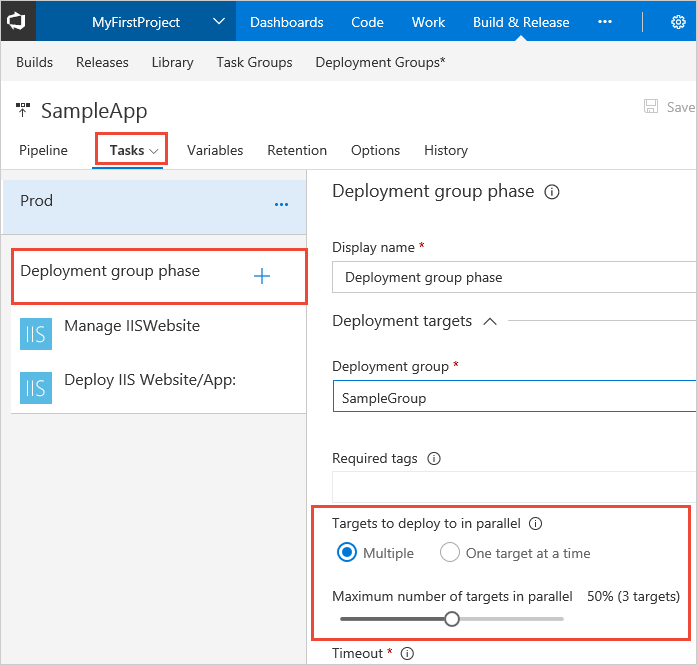 MyFirstProject Dashboards Code Work Build & Release •••
Builds Releases Library Task Groups Deployment Groups*
SampleApp Save
Pipeline Tasks Variables Retention Options History
Prod ...
Deployment group phase +
IIS Manage IISWebsite
IIS Deploy IIS Website/App:
Deployment group phase
Display name *
Deployment group phase
Deployment targets
Deployment group *
SampleGroup
Required tags
Targets to deploy to in parallel
Multiple One target at a time
Maximum number of targets in parallel 50% (3 targets)
Timeout *